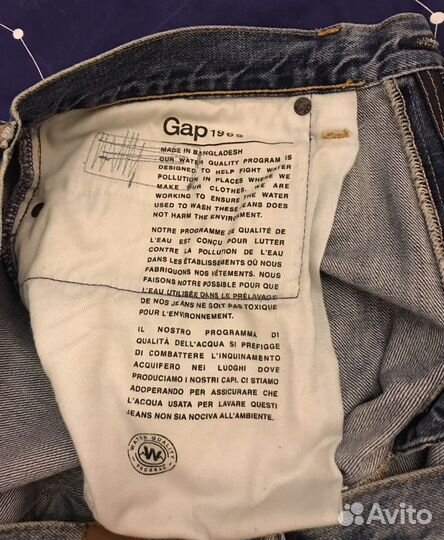 Gap 1969
MADE IN BANGLADESH
OUR WATER QUALITY PROGRAM IS
DESIGNED TO HELP FIGHT WATER
POLLUTION IN PLACES WHERE WE
MAKE OUR CLOTHES. WE ARE
WORKING TO ENSURE THE WATER
USED TO WASH THESE JEANS DOES
NOT HARM THE ENVIRONMENT.
NOTRE PROGRAMME DE QUALITÉ DE
L'EAU EST CONÇU POUR LUTTER
CONTRE LA POLLUTION DE L'EAU
DANS LES ÉTABLISSEMENTS OÙ NOUS
FABRIQUONS NOS VÊTEMENTS. NOUS
FAISONS NOTRE POSSIBLE POUR QUE
L'EAU UTILISÉE DANS LE PRÉLAVAGE
DE NOS JEANS NE SOIT PAS TOXIQUE
POUR L'ENVIRONNEMENT.
IL NOSTRO PROGRAMMA DI
QUALITÀ DELL'ACQUA SI PREFIGGE
DI COMBATTERE L'INQUINAMENTO
ACQUIFERO NEI LUOGHI DOVE
PRODUCIAMO I NOSTRI CAPI. CI STIAMO
ADOPERANDO PER ASSICURARE CHE
L'ACQUA USATA PER LAVARE QUESTI
JEANS NON SIA NOCIVA ALL'AMBIENTE.
WATER QUALITY
W
PROGRAM
Avito